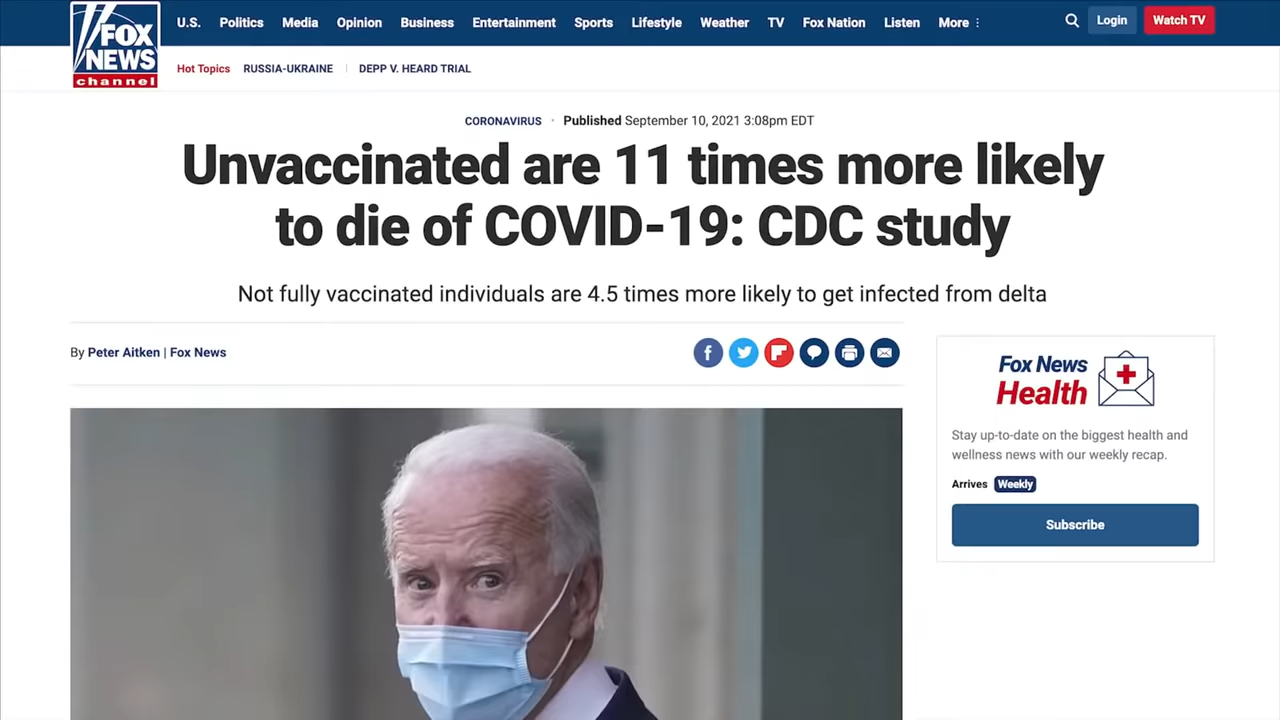 FOX
NEWS
channel
U.S. Politics Media Opinion Business Entertainment Sports Lifestyle Weather TV Fox Nation Listen More Login Watch TV
Hot Topics RUSSIA-UKRAINE DEPP V. HEARD TRIAL
CORONAVIRUS · Published September 10, 2021 3:08pm EDT
Unvaccinated are 11 times more likely
to die of COVID-19: CDC study
Not fully vaccinated individuals are 4.5 times more likely to get infected from delta
By Peter Aitken | Fox News
Fox News
Health
Stay up-to-date on the biggest health and
wellness news with our weekly recap.
Arrives Weekly
Subscribe